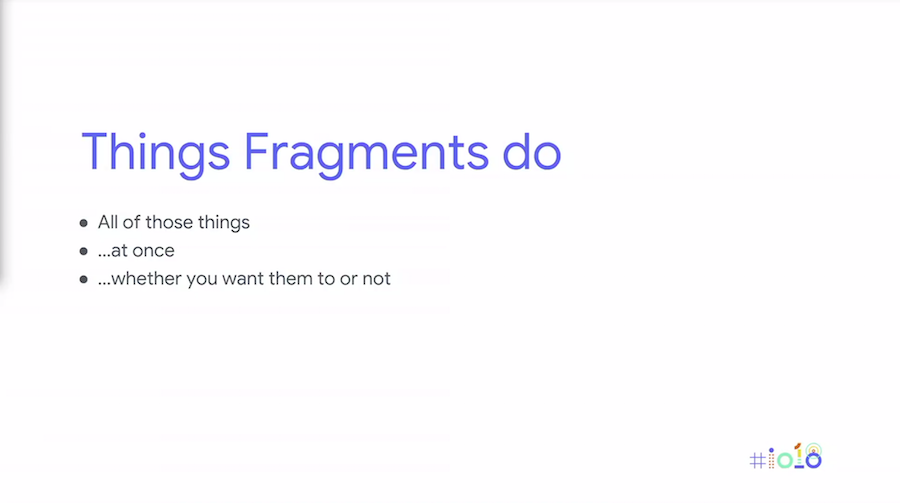 Things Fragments do
● All of those things
● ...at once
● ...whether you want them to or not
#io18